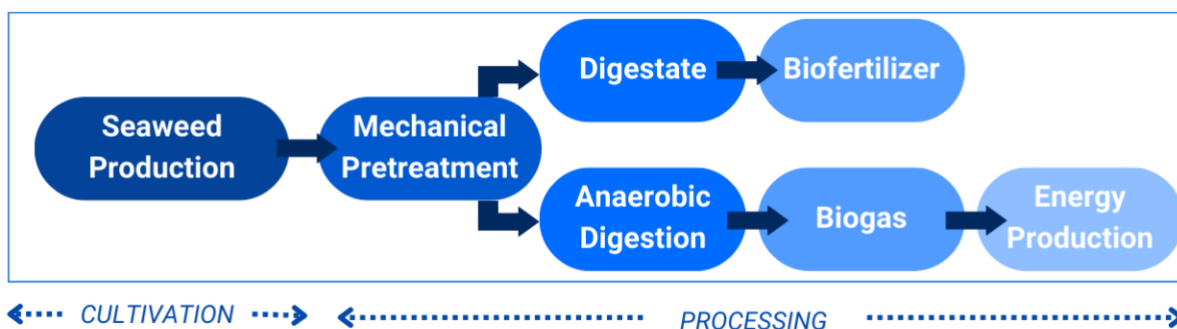 Seaweed
Production
Mechanical
Pretreatment
Digestate
Biofertilizer
Anaerobic
Digestion
Biogas
Energy
Production
CULTIVATION
PROCESSING